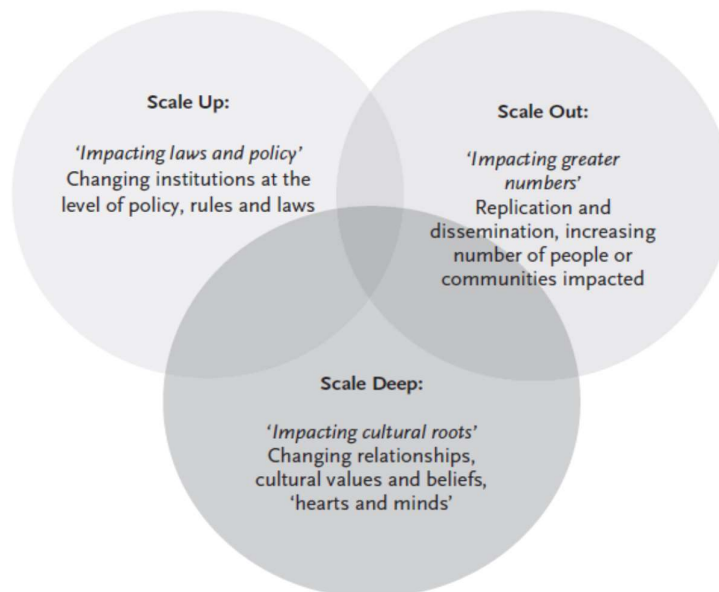 Scale Up:
‘Impacting laws and policy’
Changing institutions at the
level of policy, rules and laws
Scale Out:
‘Impacting greater
numbers’
Replication and
dissemination, increasing
number of people or
communities impacted
Scale Deep:
‘Impacting cultural roots’
Changing relationships,
cultural values and beliefs,
‘hearts and minds’